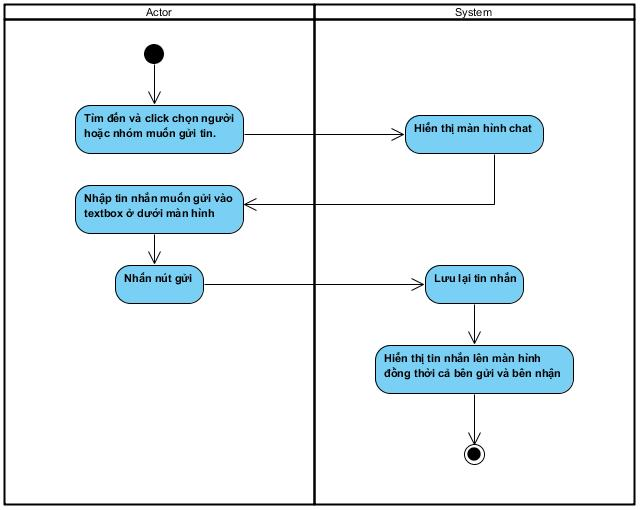 Actor
System
Tìm đến và click chọn người
hoặc nhóm muốn gửi tin.
Hiển thị màn hình chat
Nhập tin nhắn muốn gửi vào
textbox ở dưới màn hình
Nhấn nút gửi
Lưu lại tin nhắn
Hiển thị tin nhắn lên màn hình
đồng thời cả bên gửi và bên nhận